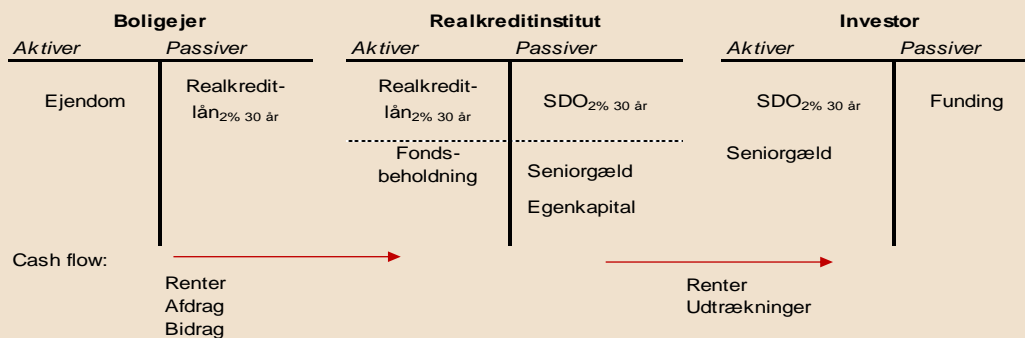 Boligejer Realkreditinstitut Investor
Aktiver Passiver Aktiver Passiver Aktiver Passiver
Ejendom Realkredit- Realkredit- SDO2% 30 år SDO2% 30 år Funding
lån2% 30 år lån2% 30 år
Fonds- Seniorgæld Seniorgæld
beholdning Egenkapital
Cash flow:
Renter Renter
Afdrag Udtrækninger
Bidrag